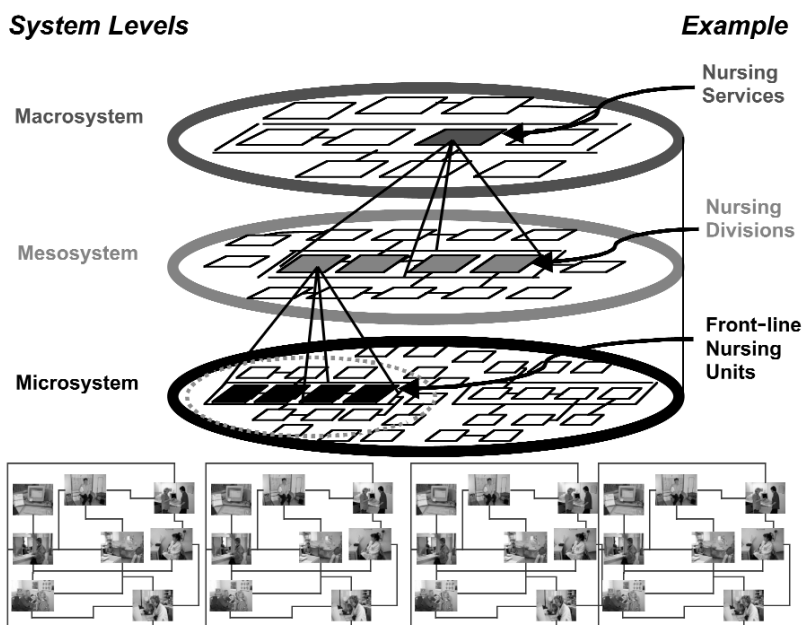 System Levels
Example
Nursing
Services
Macrosystem
Nursing
Divisions
Mesosystem
Front-line
Nursing
Units
Microsystem